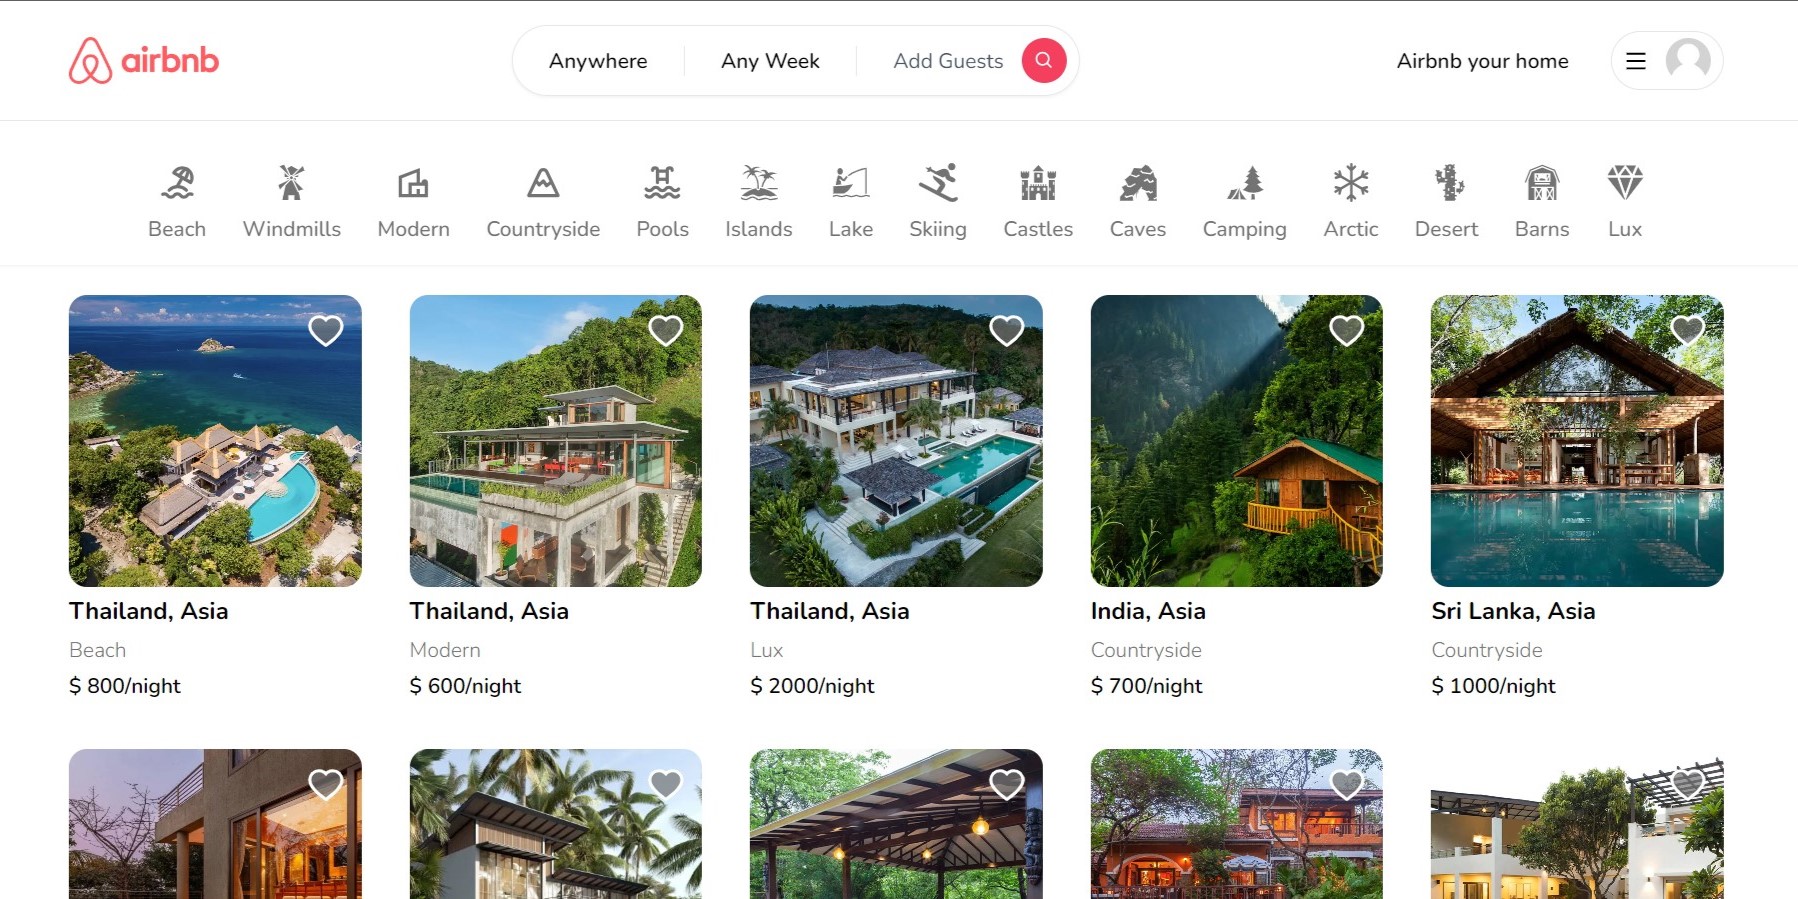 airbnb
Anywhere
Any Week
Add Guests
Airbnb your home
Beach
Windmills
Modern
Countryside
Pools
Islands
Lake
Skiing
Castles
Caves
Camping
Arctic
Desert
Barns
Lux
Thailand, Asia
Beach
$ 800/night
Thailand, Asia
Modern
$ 600/night
Thailand, Asia
Lux
$ 2000/night
India, Asia
Countryside
$ 700/night
Sri Lanka, Asia
Countryside
$ 1000/night